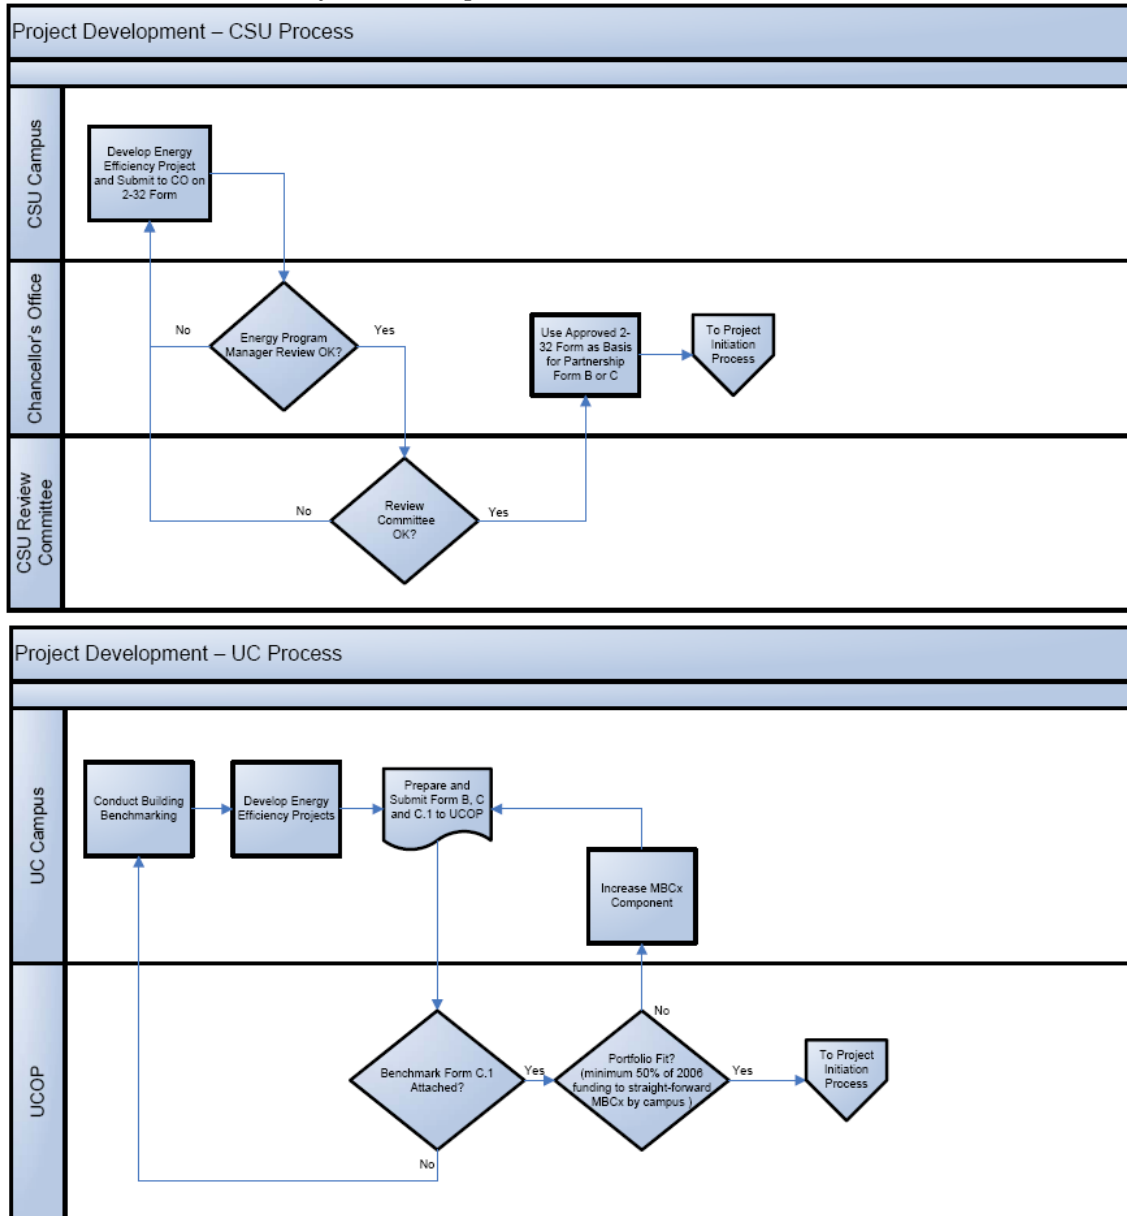 Project Development – CSU Process
CSU Campus
Develop Energy
Efficiency Project
and Submit to CO on
2-32 Form
Chancellor's Office
No
Energy Program
Manager Review OK?
Yes
Use Approved 2-
32 Form as Basis
for Partnership
Form B or C
To Project
Initiation
Process
CSU Review
Committee
No
Review
Committee
OK?
Yes
Project Development – UC Process
UC Campus
Conduct Building
Benchmarking
Develop Energy
Efficiency Projects
Prepare and
Submit Form B, C
and C.1 to UCOP
Increase MBCx
Component
UCOP
Benchmark Form C.1
Attached?
Yes
No
No
Portfolio Fit?
(minimum 50% of 2006
funding to straight-forward
MBCx by campus )
Yes
To Project
Initiation
Process